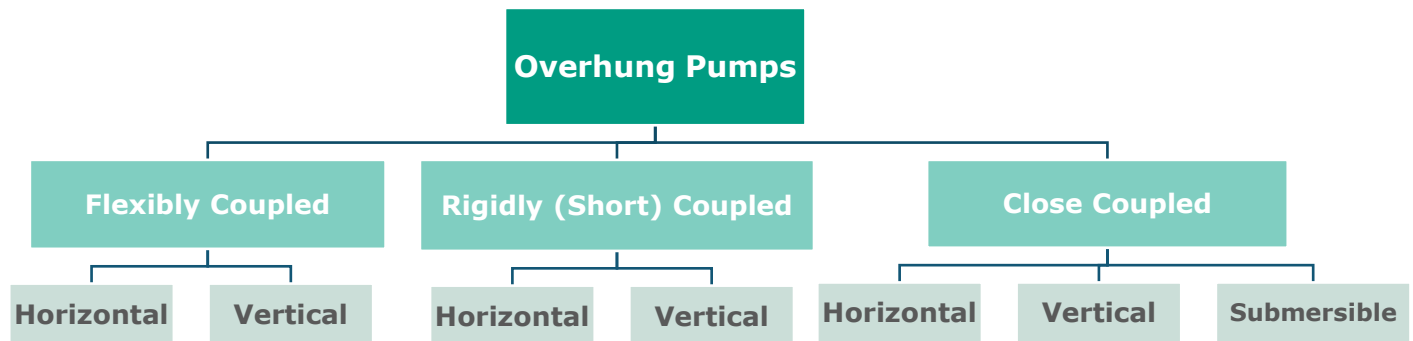 Overhung Pumps
Flexibly Coupled
Rigidly (Short) Coupled
Close Coupled
Horizontal
Vertical
Horizontal
Vertical
Horizontal
Vertical
Submersible